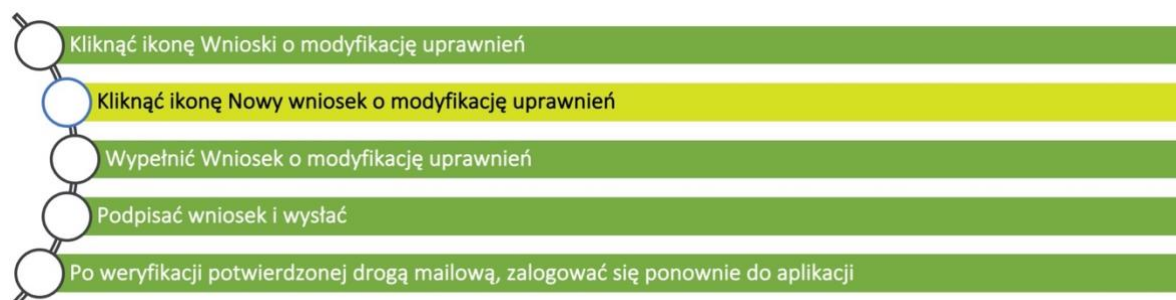 Kliknąć ikonę Wnioski o modyfikację uprawnień
Kliknąć ikonę Nowy wniosek o modyfikację uprawnień
Wypełnić Wniosek o modyfikację uprawnień
Podpisać wniosek i wysłać
Po weryfikacji potwierdzonej drogą mailową, zalogować się ponownie do aplikacji